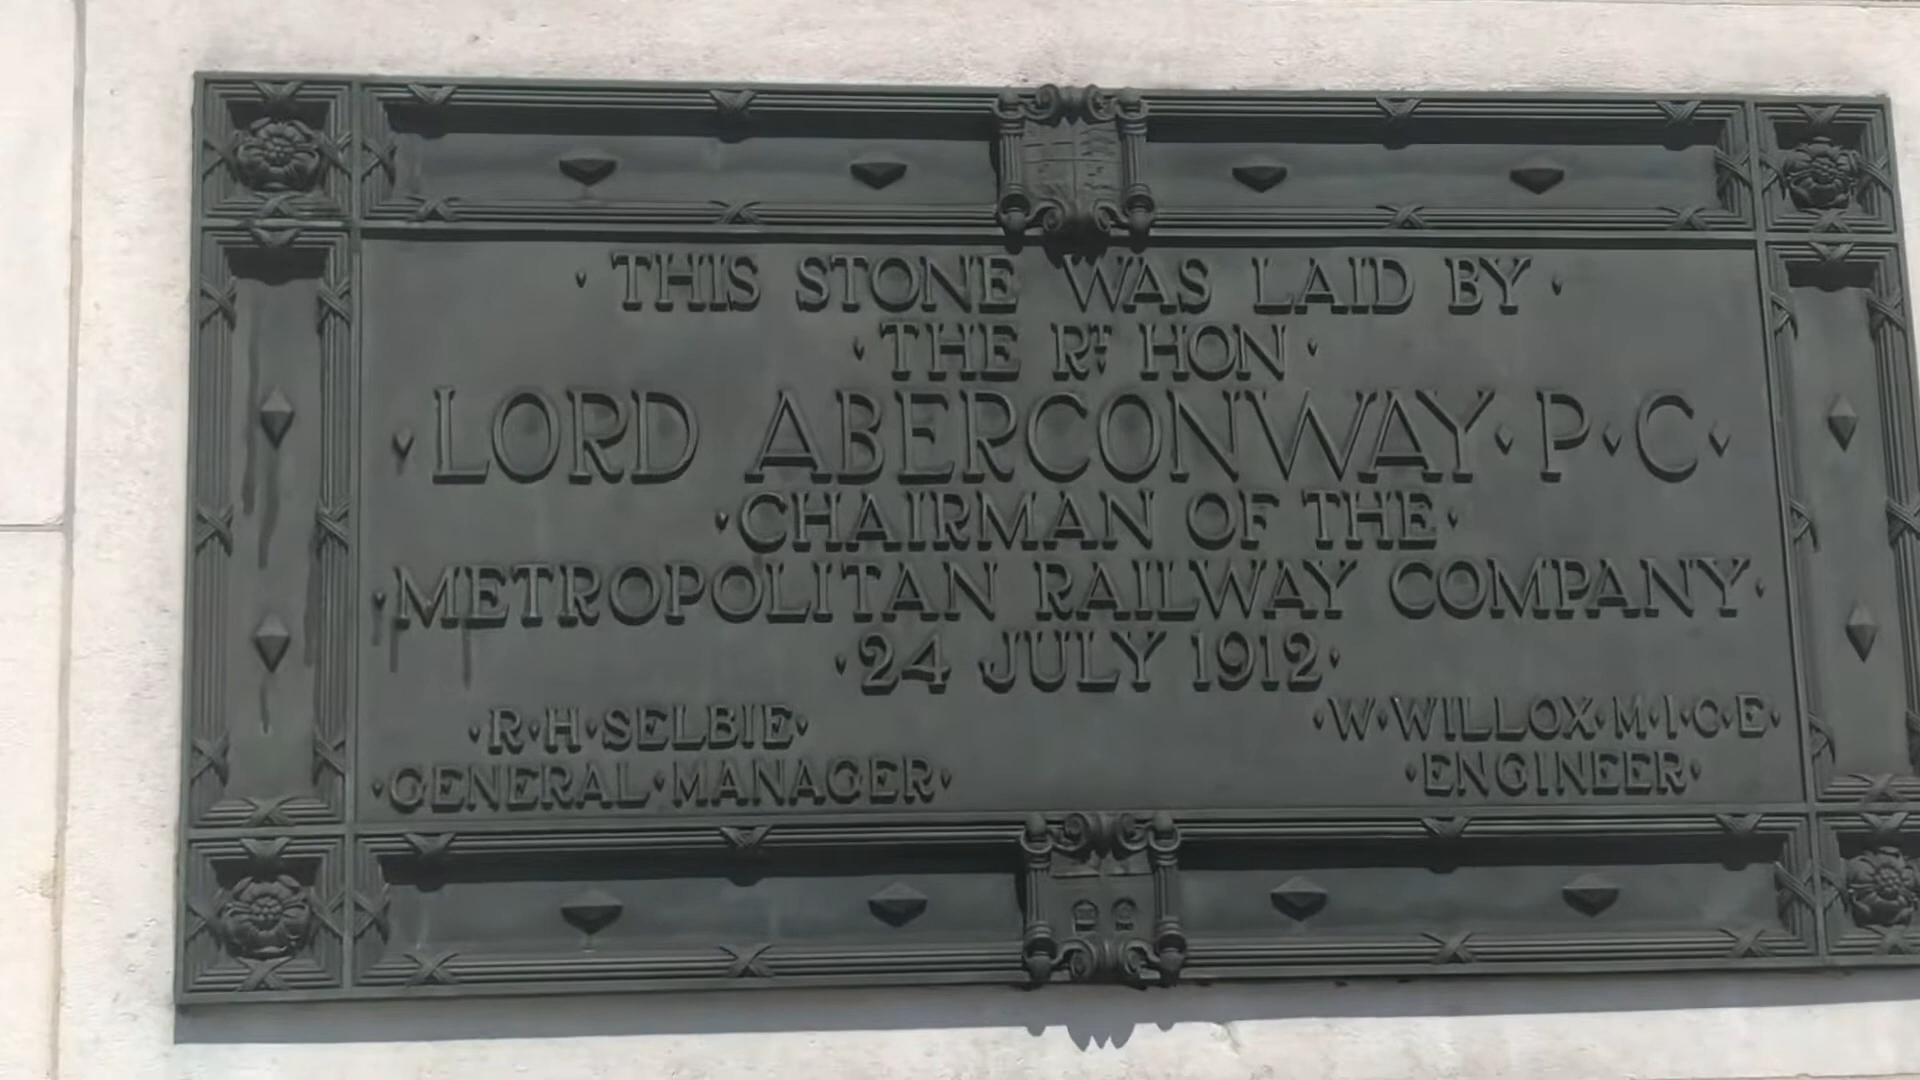 · THIS STONE WAS LAID BY ·
· THE RT HON ·
· LORD ABERCONWAY · P · C ·
· CHAIRMAN OF THE ·
· METROPOLITAN RAILWAY COMPANY ·
· 24 JULY 1912 ·
· R · H · SELBIE ·
· GENERAL · MANAGER ·
· W · WILLOX · M · I · C · E ·
· ENGINEER ·